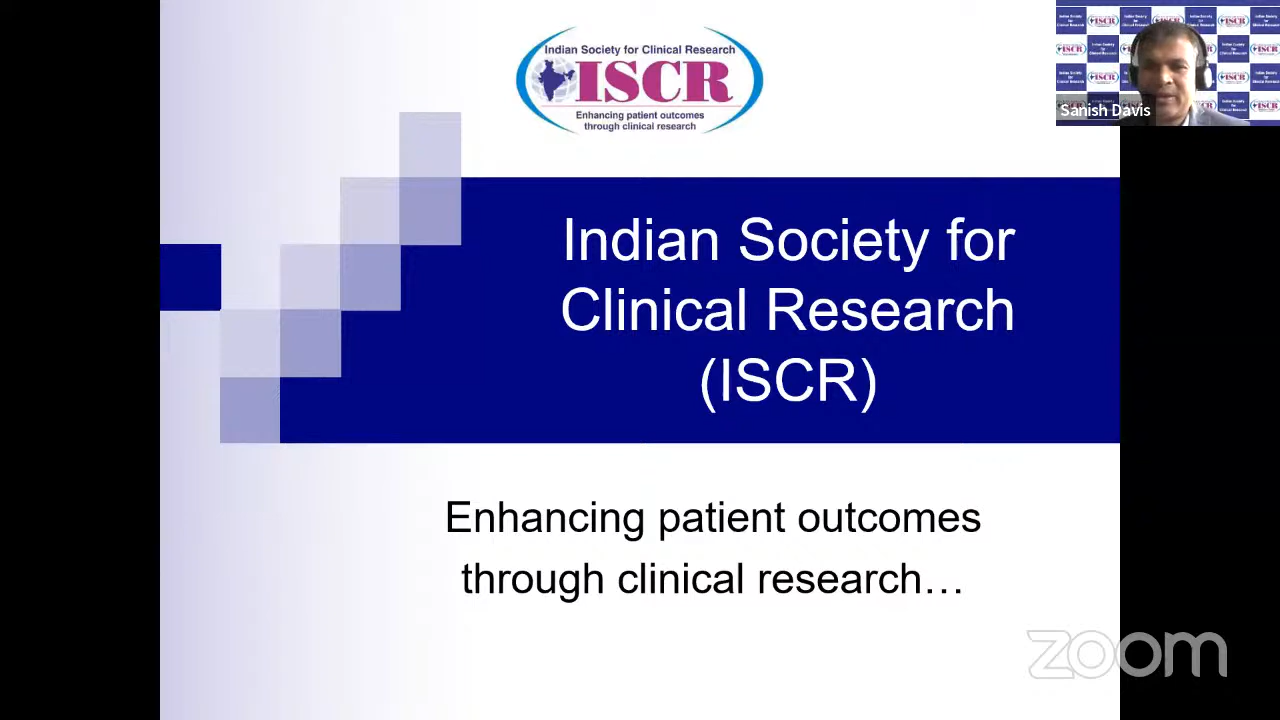 Indian Society for Clinical Research
ISCR
Enhancing patient outcomes
through clinical research
Sanish Davis
Indian Society for
Clinical Research
(ISCR)
Enhancing patient outcomes
through clinical research…
zoom